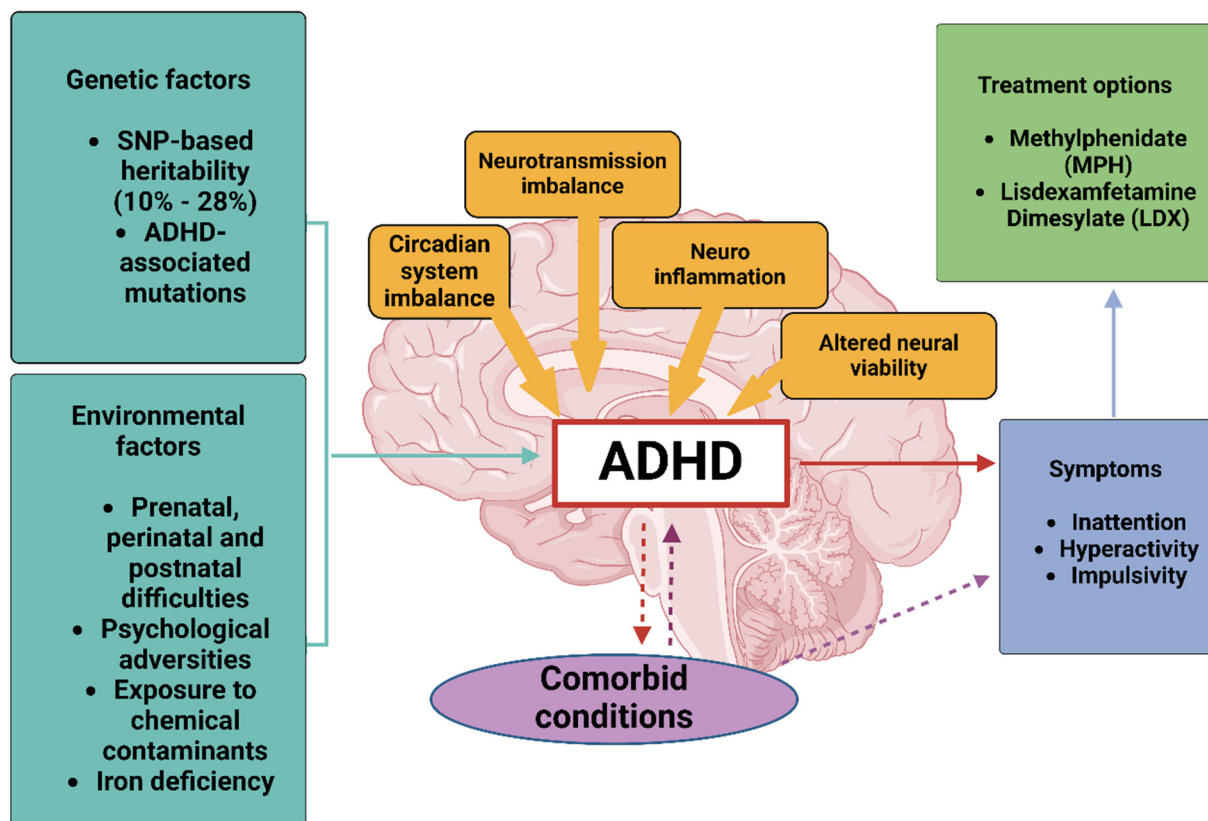 Genetic factors
• SNP-based
heritability
(10% - 28%)
• ADHD-
associated
mutations
Environmental
factors
• Prenatal,
perinatal and
postnatal
difficulties
• Psychological
adversities
• Exposure to
chemical
contaminants
• Iron deficiency
Neurotransmission
imbalance
Circadian
system
imbalance
Neuro
inflammation
Altered neural
viability
ADHD
Comorbid
conditions
Treatment options
• Methylphenidate
(MPH)
• Lisdexamfetamine
Dimesylate (LDX)
Symptoms
• Inattention
• Hyperactivity
• Impulsivity